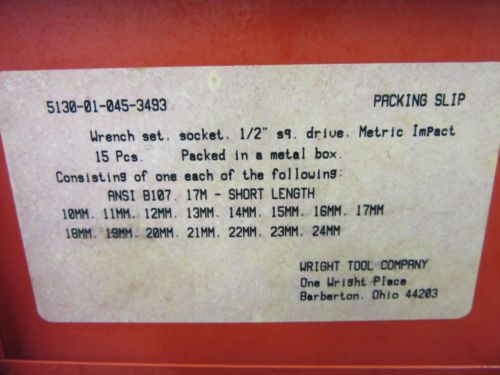 5130-01-045-3493 PACKING SLIP
Wrench set. socket. 1/2" sq. drive. Metric Impact
15 Pcs. Packed in a metal box.
Consisting of one each of the following:
ANSI B107. 17M - SHORT LENGTH
10MM. 11MM. 12MM. 13MM. 14MM. 15MM. 16MM. 17MM
18MM. 19MM. 20MM. 21MM. 22MM. 23MM. 24MM
WRIGHT TOOL COMPANY
One Wright Place
Barberton. Ohio 44203